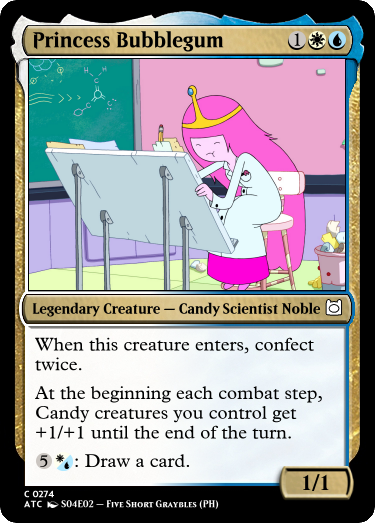 Princess Bubblegum 1
Legendary Creature — Candy Scientist Noble
When this creature enters, confect
twice.
At the beginning each combat step,
Candy creatures you control get
+1/+1 until the end of the turn.
5 : Draw a card.
1/1
C 0274
ATC S04E02 – Five Short Graybles (PH)